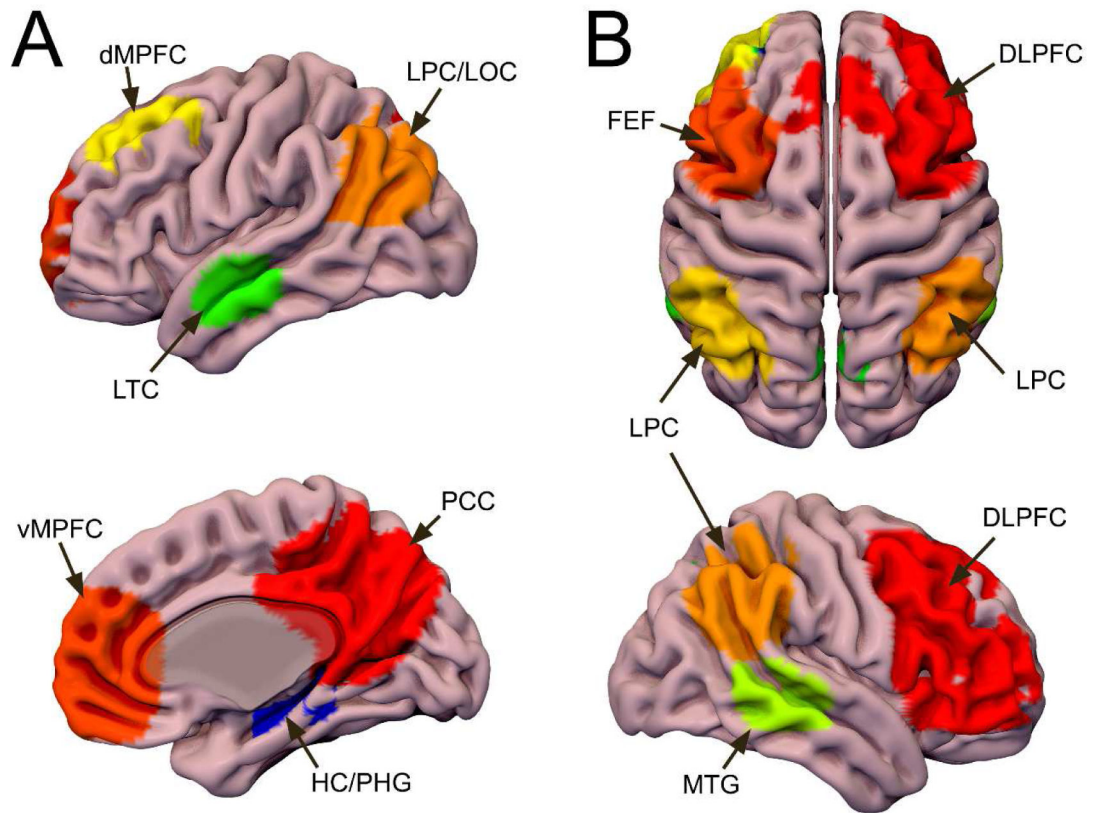 A
dMPFC
LPC/LOC
LTC
vMPFC
PCC
HC/PHG
B
DLPFC
FEF
LPC
LPC
DLPFC
MTG